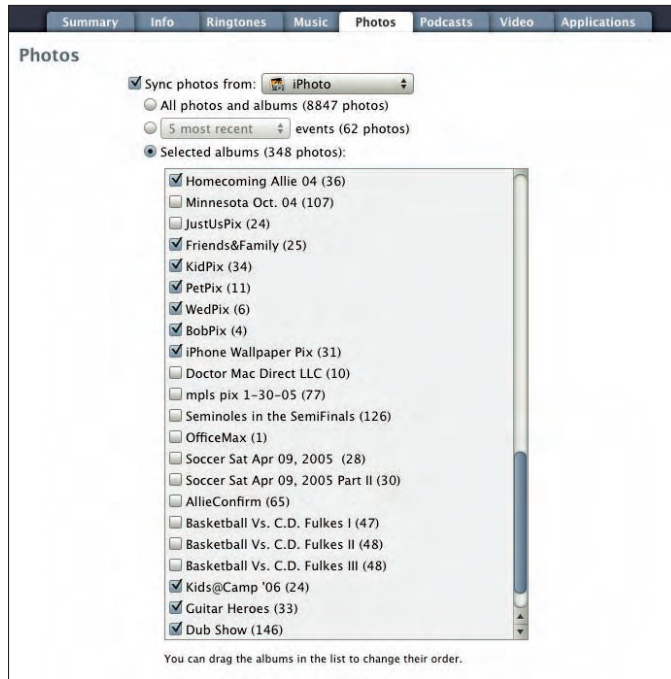 Summary Info Ringtones Music Photos Podcasts Video Applications
Photos
Sync photos from: iPhoto
All photos and albums (8847 photos)
5 most recent events (62 photos)
Selected albums (348 photos):
Homecoming Allie 04 (36)
Minnesota Oct. 04 (107)
JustUsPix (24)
Friends&Family (25)
KidPix (34)
PetPix (11)
WedPix (6)
BobPix (4)
iPhone Wallpaper Pix (31)
Doctor Mac Direct LLC (10)
mpls pix 1-30-05 (77)
Seminoles in the SemiFinals (126)
OfficeMax (1)
Soccer Sat Apr 09, 2005 (28)
Soccer Sat Apr 09, 2005 Part II (30)
AllieConfirm (65)
Basketball Vs. C.D. Fulkes I (47)
Basketball Vs. C.D. Fulkes II (48)
Basketball Vs. C.D. Fulkes III (48)
Kids@Camp '06 (24)
Guitar Heroes (33)
Dub Show (146)
You can drag the albums in the list to change their order.